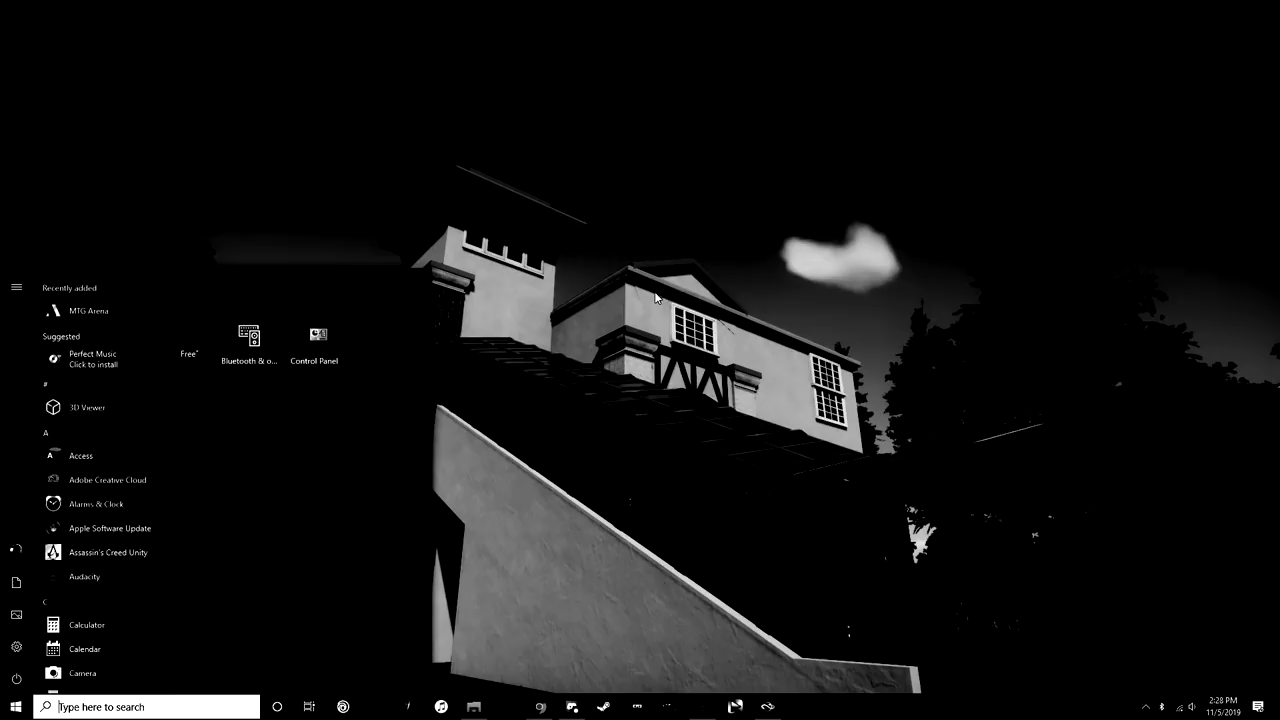 Recently added
MTG Arena
Suggested
Perfect Music
Click to install
Free*
#
3D Viewer
A
Access
Adobe Creative Cloud
Alarms & Clock
Apple Software Update
Assassin's Creed Unity
Audacity
C
Calculator
Calendar
Camera
Bluetooth & o...
Control Panel
Type here to search
2:28 PM
11/5/2019